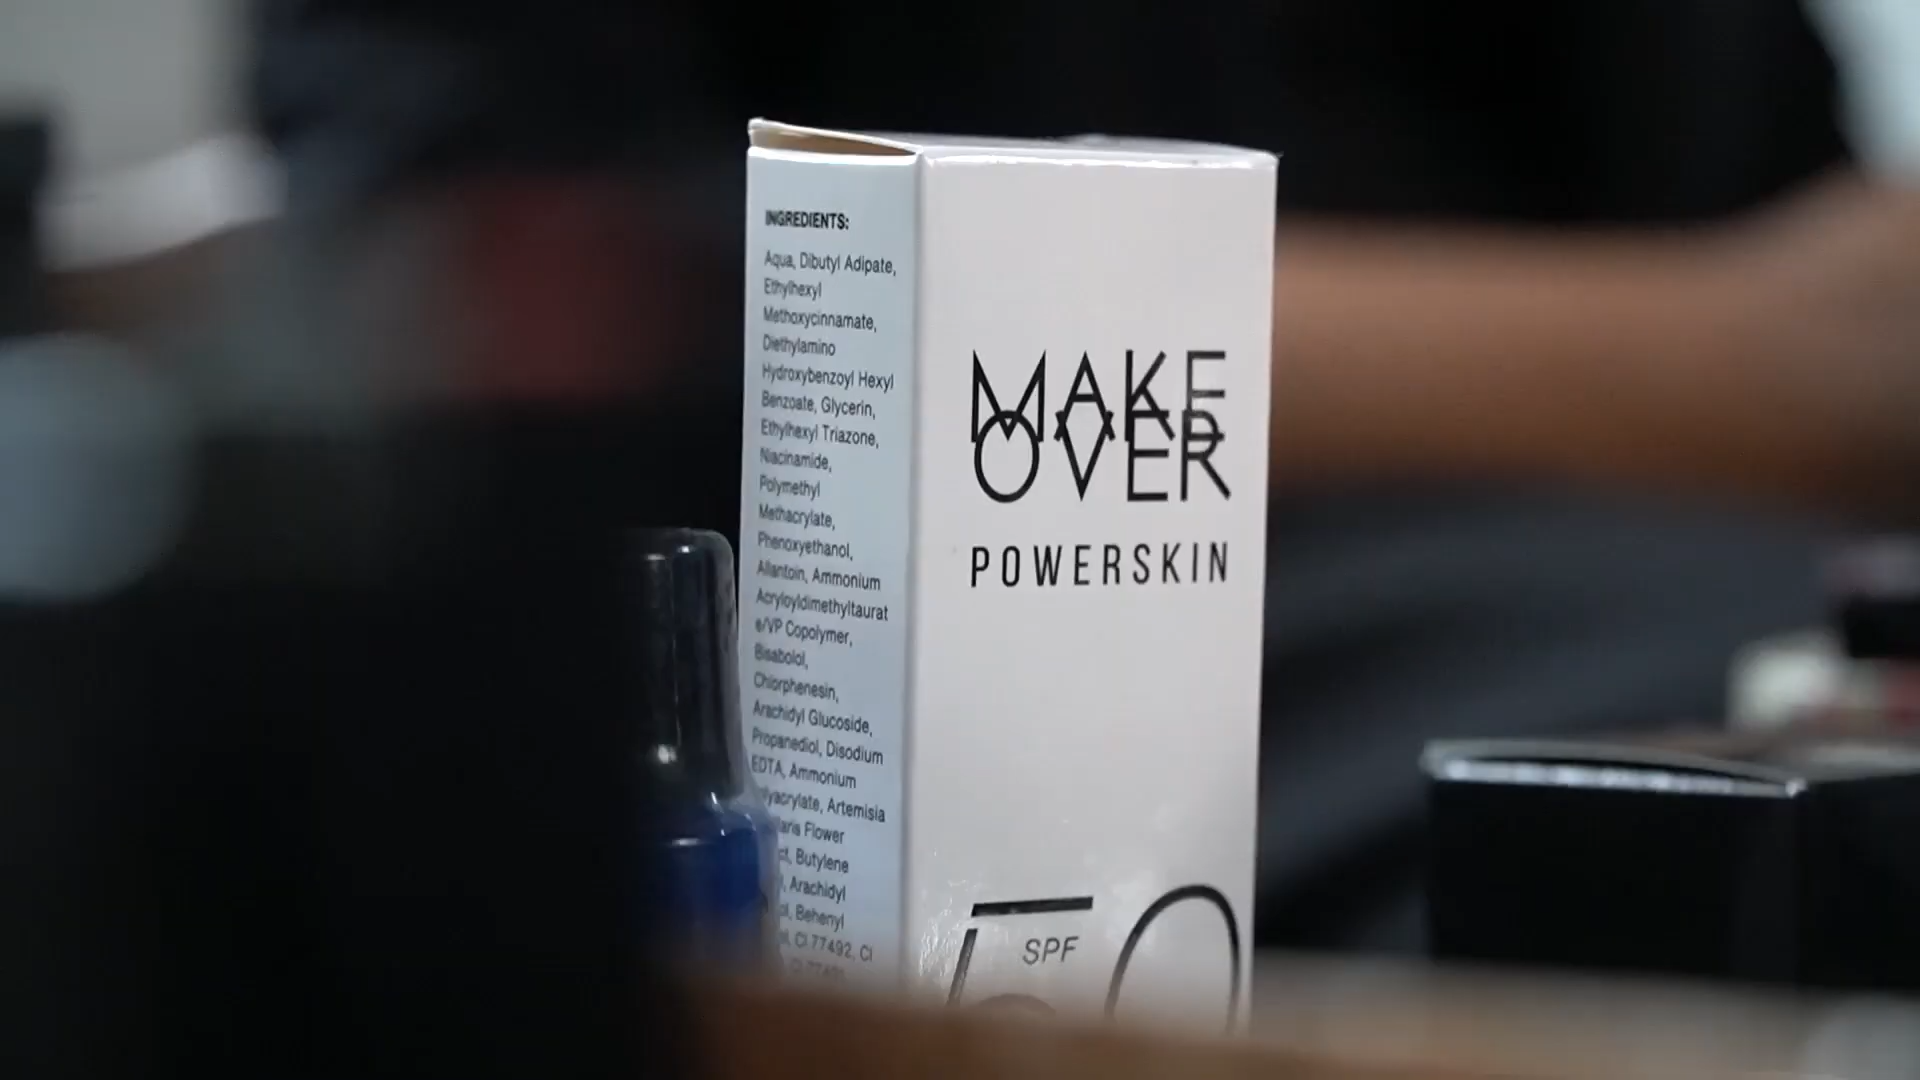 INGREDIENTS:
Aqua, Dibutyl Adipate,
Ethylhexyl
Methoxycinnamate,
Diethylamino
Hydroxybenzoyl Hexyl
Benzoate, Glycerin,
Ethylhexyl Triazone,
Niacinamide,
Polymethyl
Methacrylate,
Phenoxyethanol,
Allantoin, Ammonium
Acryloyldimethyltaurat
e/VP Copolymer,
Bisabolol,
Chlorphenesin,
Arachidyl Glucoside,
Propanediol, Disodium
EDTA, Ammonium
Artemisia
Flower
Butylene
Arachidyl
Behenyl
CI 77492, CI
MAKE
OVER
POWERSKIN
SPF
50